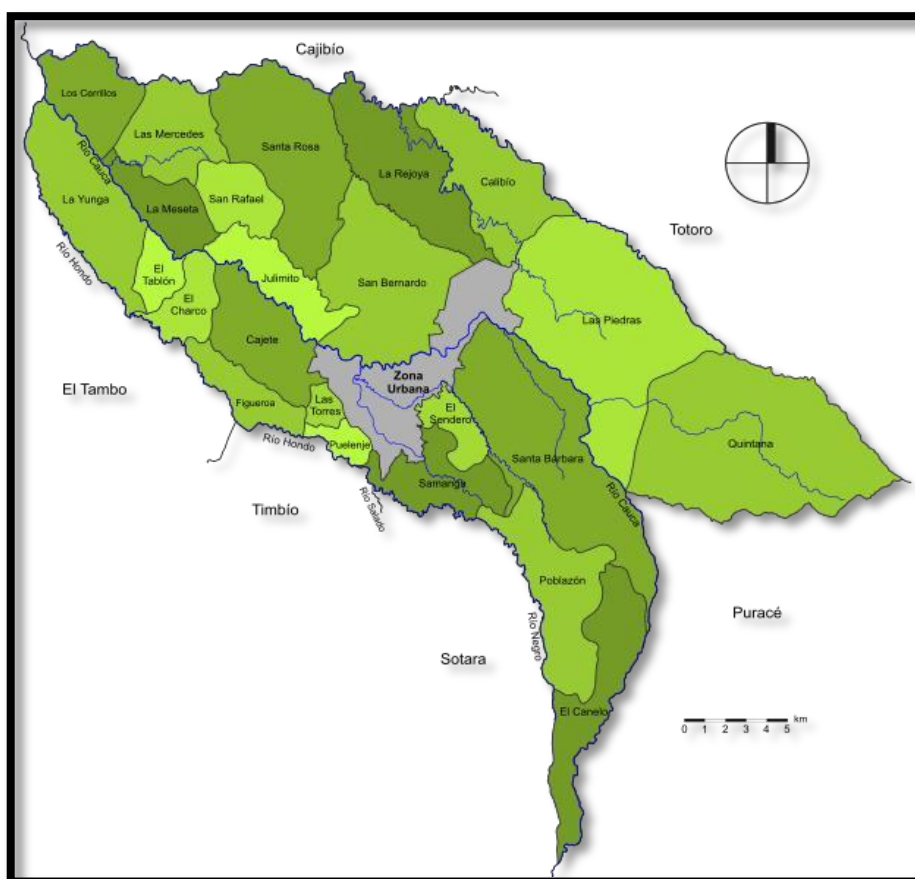 Cajibío
Los Cerrillos
Las Mercedes
Santa Rosa
La Rejoya
Calibío
Río Cauca
La Yunga
La Meseta
San Rafael
Totoro
Río Hondo
El
Tablón
Julimito
San Bernardo
El
Charco
Las Piedras
Cajete
Zona
Urbana
El Tambo
Figueroa
Las
Torres
El
Sendero
Quintana
Río Hondo
Puelenje
Santa Bárbara
Samanga
Río Salado
Río Cauca
Timbío
Poblazón
Puracé
Río Negro
Sotara
El Canelo
km
0 1 2 3 4 5